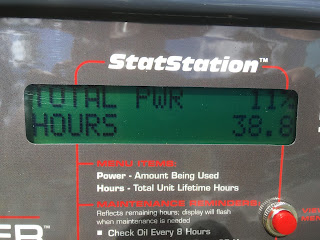 StatStation™
TOTAL PWR 11%
HOURS 38.8
MENU ITEMS:
Power - Amount Being Used
Hours - Total Unit Lifetime Hours
MAINTENANCE REMINDERS:
Reflects remaining hours; display will flash
when maintenance is needed
■ Check Oil Every 8 Hours